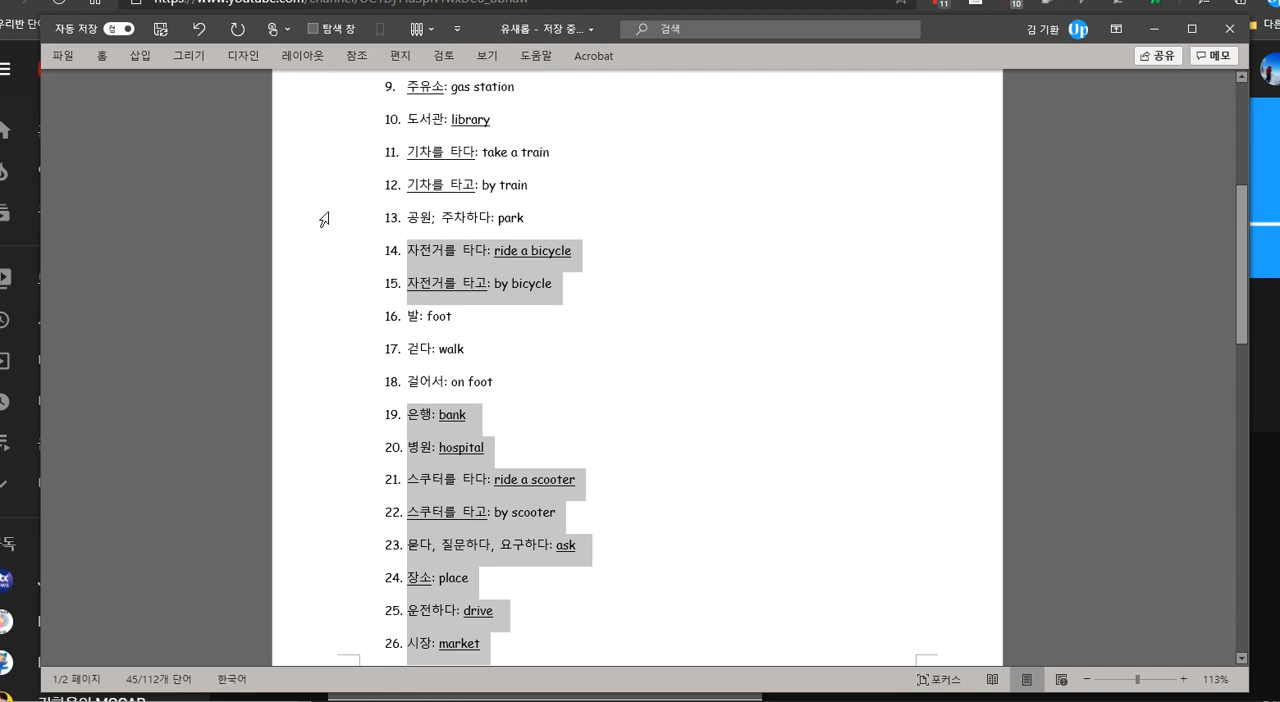 자동 저장 탐색 창 유새롬 - 저장 중... 검색 김 기환 Up
파일 홈 삽입 그리기 디자인 레이아웃 참조 편지 검토 보기 도움말 Acrobat 공유 메모
9. 주유소: gas station
10. 도서관: library
11. 기차를 타다: take a train
12. 기차를 타고: by train
13. 공원; 주차하다: park
14. 자전거를 타다: ride a bicycle
15. 자전거를 타고: by bicycle
16. 발: foot
17. 걷다: walk
18. 걸어서: on foot
19. 은행: bank
20. 병원: hospital
21. 스쿠터를 타다: ride a scooter
22. 스쿠터를 타고: by scooter
23. 묻다, 질문하다, 요구하다: ask
24. 장소: place
25. 운전하다: drive
26. 시장: market
1/2 페이지 45/112개 단어 한국어 포커스 113%